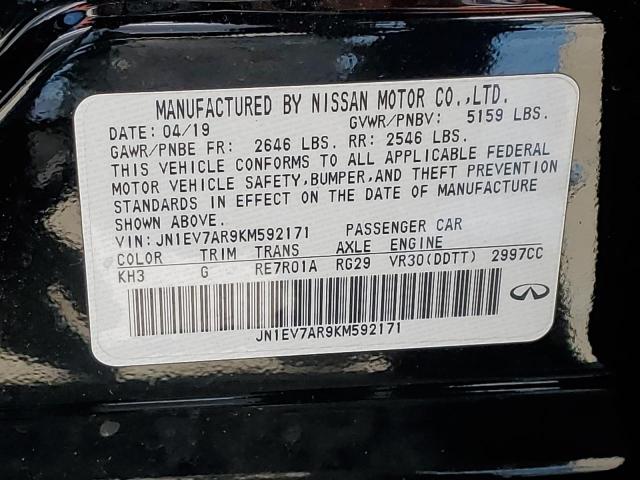 MANUFACTURED BY NISSAN MOTOR CO.,LTD.
DATE: 04/19 GVWR/PNBV: 5159 LBS.
GAWR/PNBE FR: 2646 LBS. RR: 2546 LBS.
THIS VEHICLE CONFORMS TO ALL APPLICABLE FEDERAL
MOTOR VEHICLE SAFETY,BUMPER,AND THEFT PREVENTION
STANDARDS IN EFFECT ON THE DATE OF MANUFACTURE
SHOWN ABOVE.
VIN: JN1EV7AR9KM592171 PASSENGER CAR
COLOR TRIM TRANS AXLE ENGINE
KH3 G RE7R01A RG29 VR30(DDTT) 2997CC
JN1EV7AR9KM592171